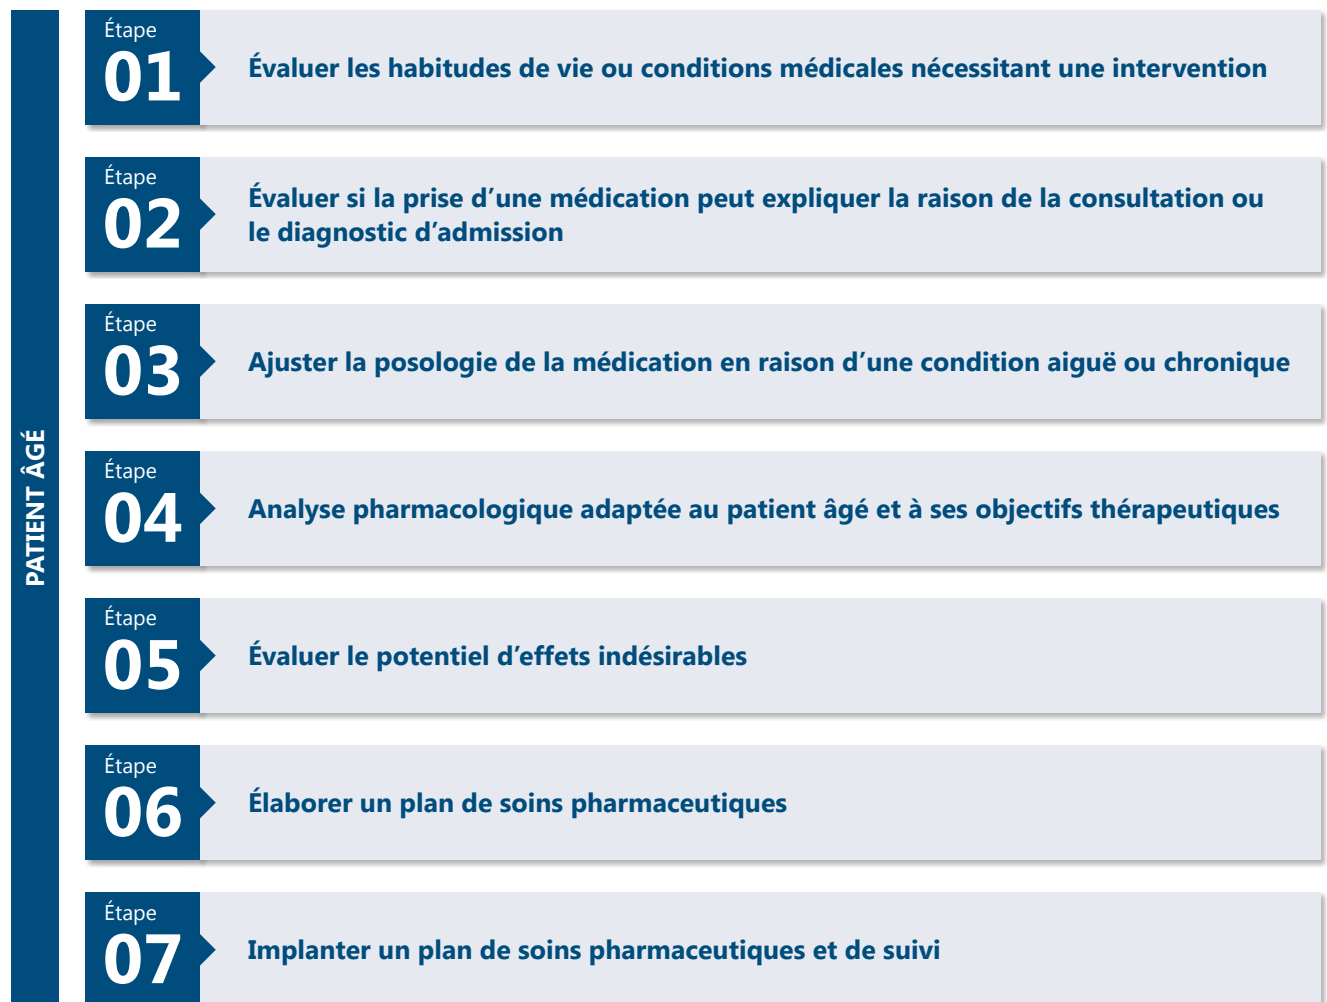 PATIENT ÂGÉ
Étape
01
Évaluer les habitudes de vie ou conditions médicales nécessitant une intervention
Étape
02
Évaluer si la prise d’une médication peut expliquer la raison de la consultation ou
le diagnostic d’admission
Étape
03
Ajuster la posologie de la médication en raison d’une condition aiguë ou chronique
Étape
04
Analyse pharmacologique adaptée au patient âgé et à ses objectifs thérapeutiques
Étape
05
Évaluer le potentiel d’effets indésirables
Étape
06
Élaborer un plan de soins pharmaceutiques
Étape
07
Implanter un plan de soins pharmaceutiques et de suivi